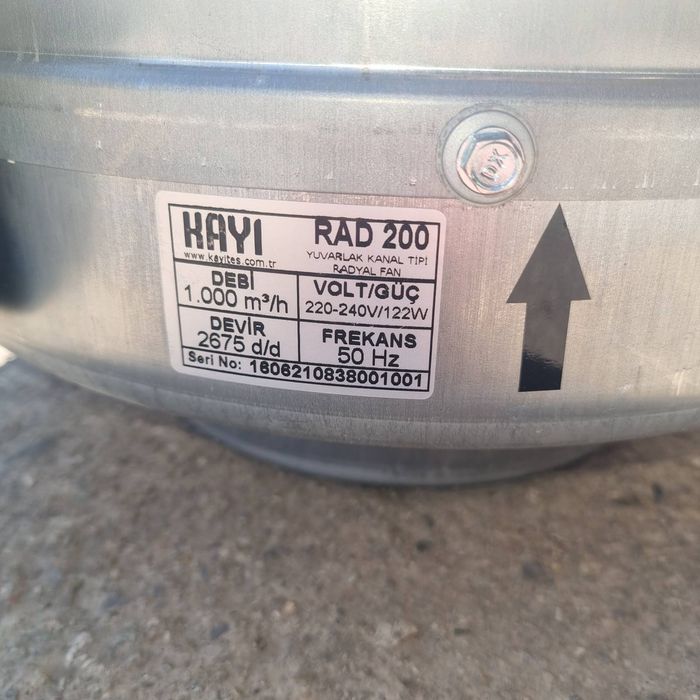 KAYI
www.kayites.com.tr
RAD 200
YUVARLAK KANAL TIPI
RADYAL FAN
DEBİ
1.000 m³/h
VOLT/GÜÇ
220-240V/122W
DEVİR
2675 d/d
FREKANS
50 Hz
Seri No: 1606210838001001